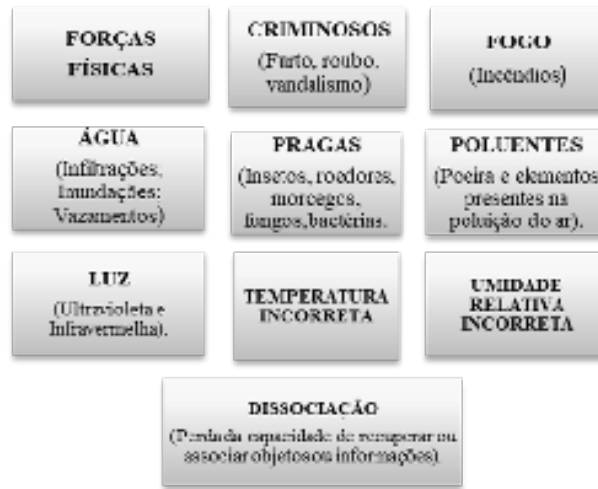 FORÇAS
FÍSICAS
CRIMINOSOS
(Furto, roubo,
vandalismo)
FOGO
(Incêndios)
ÁGUA
(Infiltrações;
Inundações;
Vazamentos)
PRAGAS
(Insetos, roedores,
morcegos,
fungos,bactérias.
POLUENTES
(Poeira e elementos
presentes na
poluição do ar).
LUZ
(Ultravioleta e
Infravermelha).
TEMPERATURA
INCORRETA
UMIDADE
RELATIVA
INCORRETA
DISSOCIAÇÃO
(Perda da capacidade de recuperar ou
associar objetos ou informações).